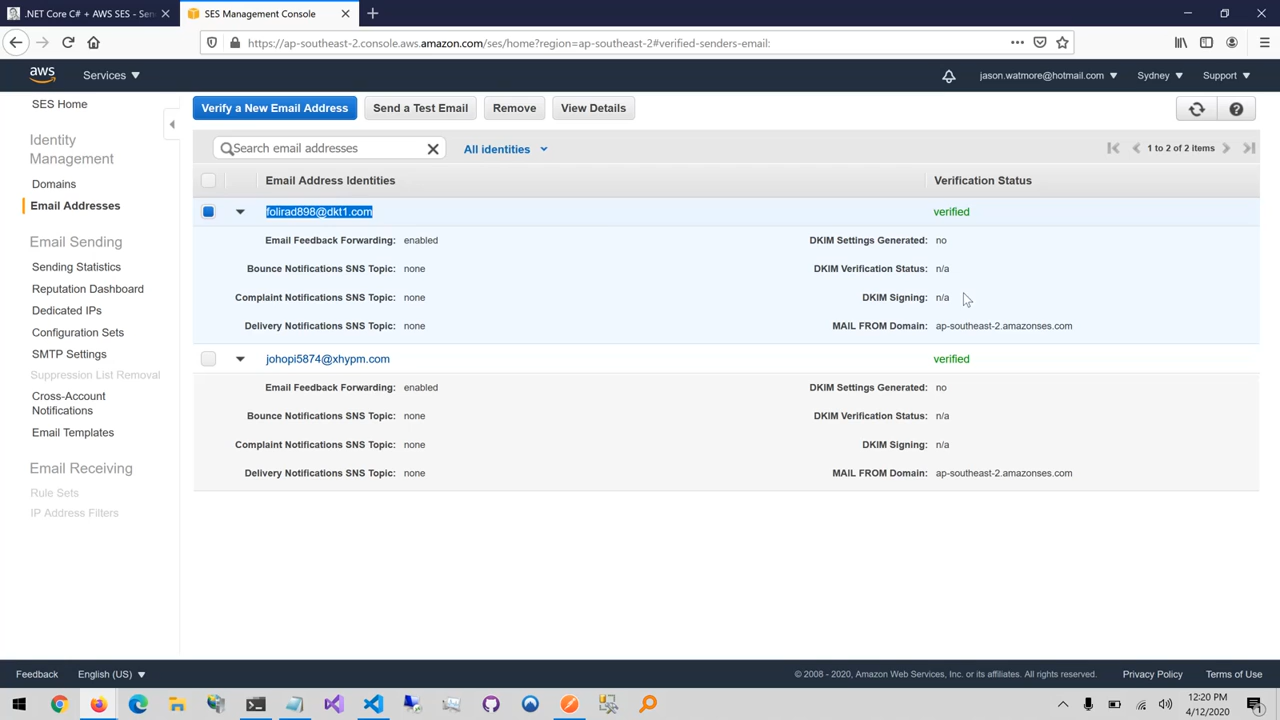 .NET Core C# + AWS SES - Sen
SES Management Console
https://ap-southeast-2.console.aws.amazon.com/ses/home?region=ap-southeast-2#verified-senders-email:
aws
Services
jason.watmore@hotmail.com
Sydney
Support
SES Home
Identity
Management
Domains
Email Addresses
Email Sending
Sending Statistics
Reputation Dashboard
Dedicated IPs
Configuration Sets
SMTP Settings
Suppression List Removal
Cross-Account
Notifications
Email Templates
Email Receiving
Rule Sets
IP Address Filters
Verify a New Email Address
Send a Test Email
Remove
View Details
Search email addresses
All identities
1 to 2 of 2 items
Email Address Identities
Verification Status
folirad898@dkt1.com
verified
Email Feedback Forwarding: enabled
DKIM Settings Generated: no
Bounce Notifications SNS Topic: none
DKIM Verification Status: n/a
Complaint Notifications SNS Topic: none
DKIM Signing: n/a
Delivery Notifications SNS Topic: none
MAIL FROM Domain: ap-southeast-2.amazonses.com
johopi5874@xhypm.com
verified
Email Feedback Forwarding: enabled
DKIM Settings Generated: no
Bounce Notifications SNS Topic: none
DKIM Verification Status: n/a
Complaint Notifications SNS Topic: none
DKIM Signing: n/a
Delivery Notifications SNS Topic: none
MAIL FROM Domain: ap-southeast-2.amazonses.com
Feedback
English (US)
© 2008 - 2020, Amazon Web Services, Inc. or its affiliates. All rights reserved.
Privacy Policy
Terms of Use
12:20 PM
4/12/2020
1